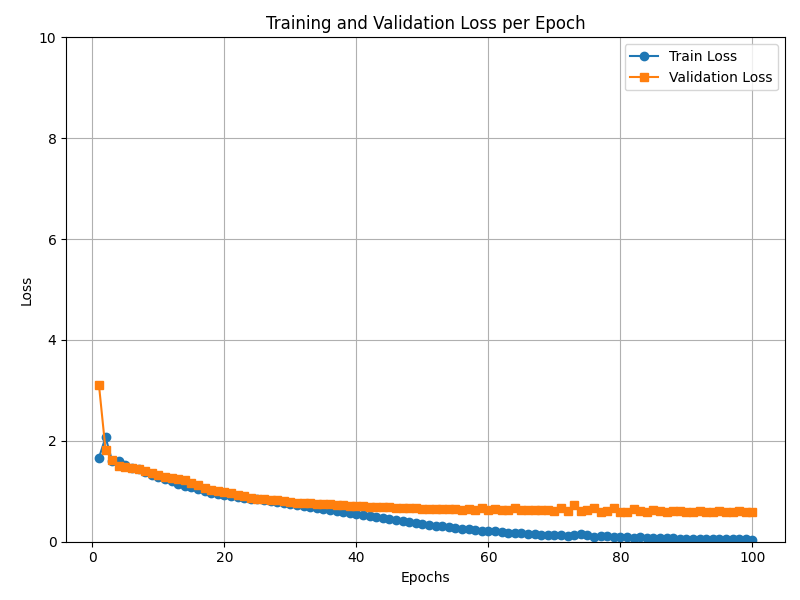 Training and Validation Loss per Epoch
Train Loss
Validation Loss
10
8
6
4
2
0
Loss
0 20 40 60 80 100
Epochs